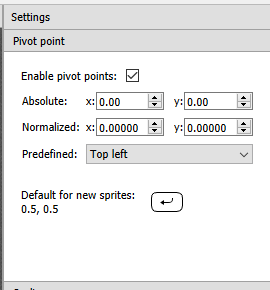 Settings
Pivot point
Enable pivot points:
Absolute: x: 0.00 y: 0.00
Normalized: x: 0.00000 y: 0.00000
Predefined: Top left
Default for new sprites:
0.5, 0.5